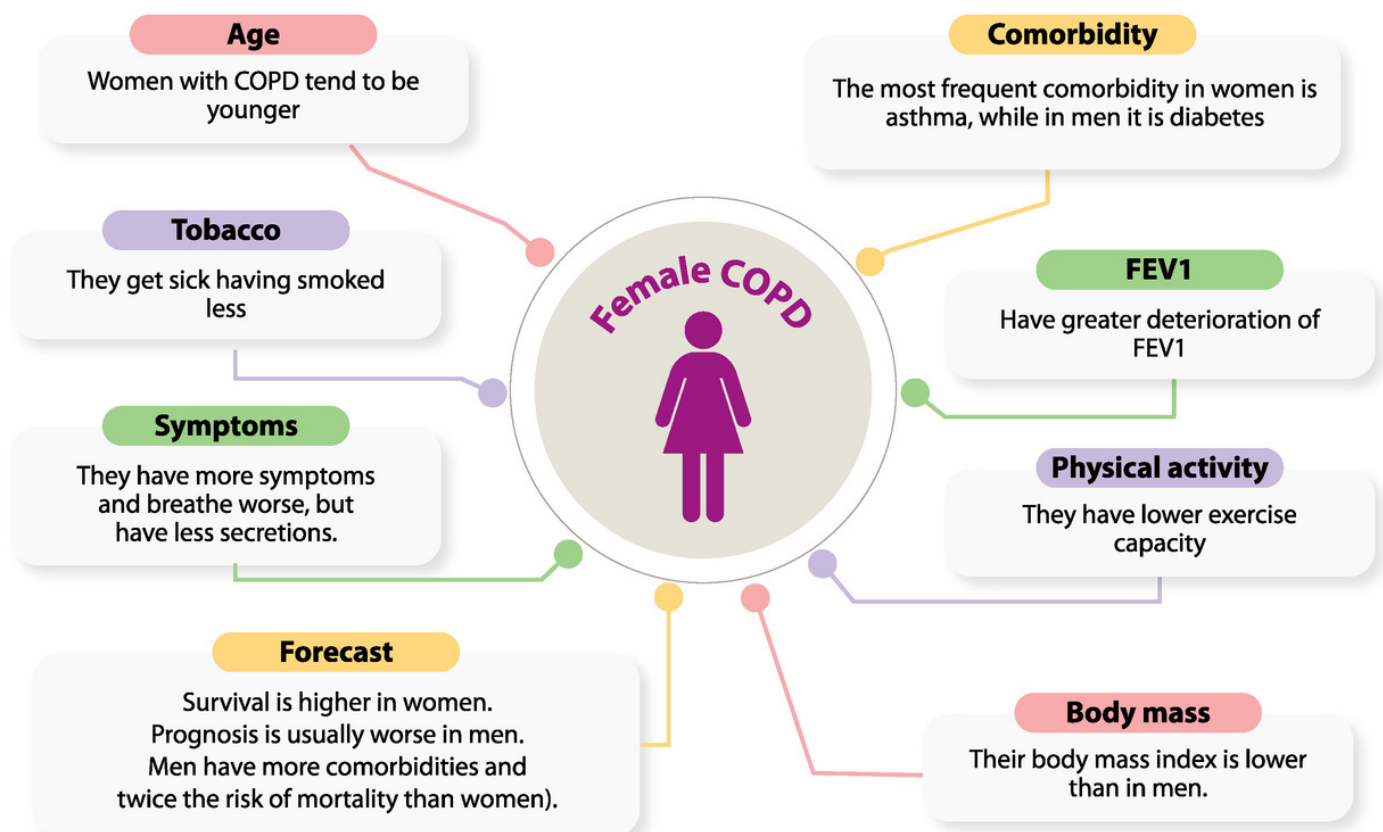 Age
Women with COPD tend to be
younger
Comorbidity
The most frequent comorbidity in women is
asthma, while in men it is diabetes
Tobacco
They get sick having smoked
less
Female COPD
FEV1
Have greater deterioration of
FEV1
Symptoms
They have more symptoms
and breathe worse, but
have less secretions.
Physical activity
They have lower exercise
capacity
Forecast
Survival is higher in women.
Prognosis is usually worse in men.
Men have more comorbidities and
twice the risk of mortality than women).
Body mass
Their body mass index is lower
than in men.